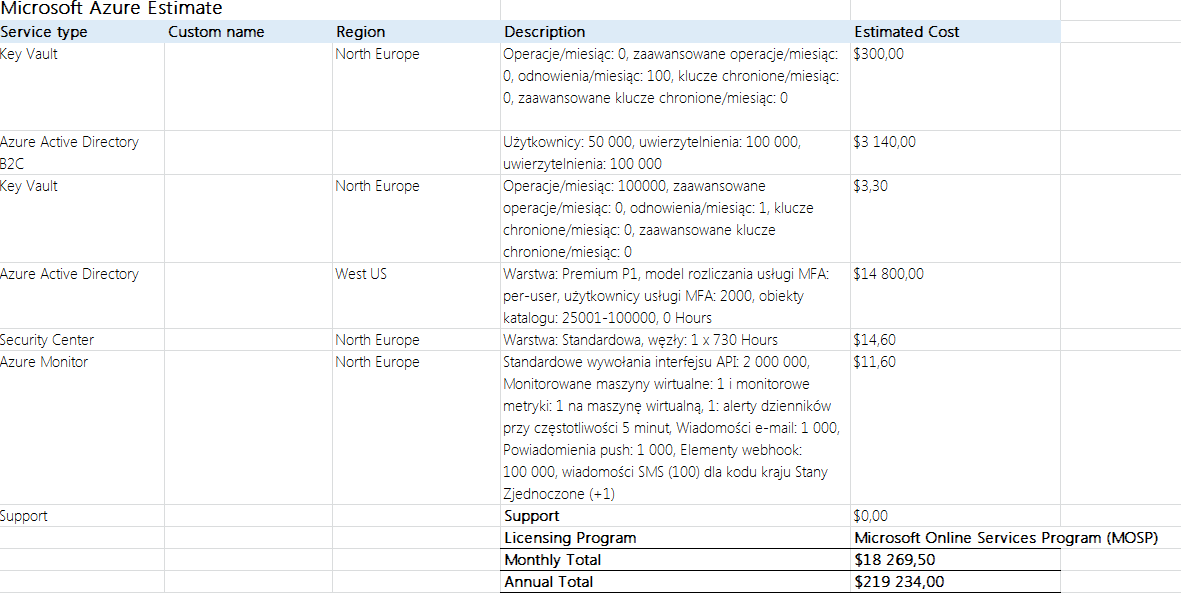 Microsoft Azure Estimate
Service type Custom name Region Description Estimated Cost
Key Vault North Europe Operacje/miesiąc: 0, zaawansowane operacje/miesiąc: $300,00
0, odnowienia/miesiąc: 100, klucze chronione/miesiąc:
0, zaawansowane klucze chronione/miesiąc: 0
Azure Active Directory Użytkownicy: 50 000, uwierzytelnienia: 100 000, $3 140,00
B2C uwierzytelnienia: 100 000
Key Vault North Europe Operacje/miesiąc: 100000, zaawansowane $3,30
operacje/miesiąc: 0, odnowienia/miesiąc: 1, klucze
chronione/miesiąc: 0, zaawansowane klucze
chronione/miesiąc: 0
Azure Active Directory West US Warstwa: Premium P1, model rozliczania usługi MFA: $14 800,00
per-user, użytkownicy usługi MFA: 2000, obiekty
katalogu: 25001-100000, 0 Hours
Security Center North Europe Warstwa: Standardowa, węzły: 1 x 730 Hours $14,60
Azure Monitor North Europe Standardowe wywołania interfejsu API: 2 000 000, $11,60
Monitorowane maszyny wirtualne: 1 i monitorowe
metryki: 1 na maszynę wirtualną, 1: alerty dzienników
przy częstotliwości 5 minut, Wiadomości e-mail: 1 000,
Powiadomienia push: 1 000, Elementy webhook:
100 000, wiadomości SMS (100) dla kodu kraju Stany
Zjednoczone (+1)
Support Support $0,00
Licensing Program Microsoft Online Services Program (MOSP)
Monthly Total $18 269,50
Annual Total $219 234,00